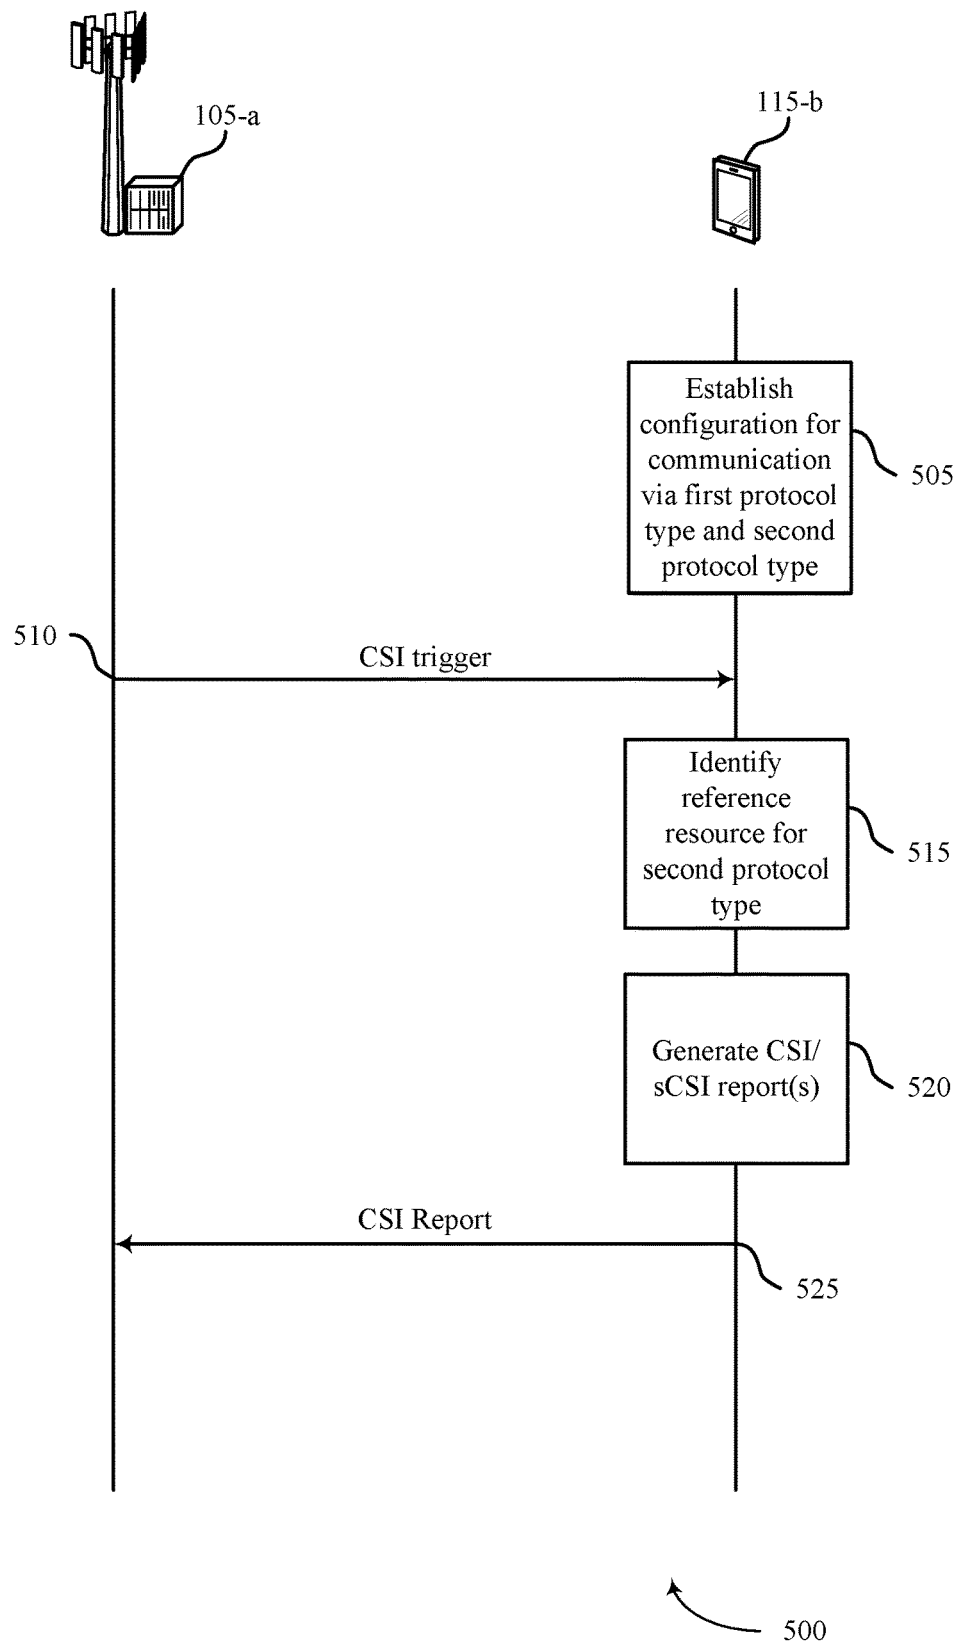 105-a
115-b
Establish
configuration for
communication
via first protocol
type and second
protocol type
505
510
CSI trigger
Identify
reference
resource for
second protocol
type
515
Generate CSI/
sCSI report(s)
520
CSI Report
525
500